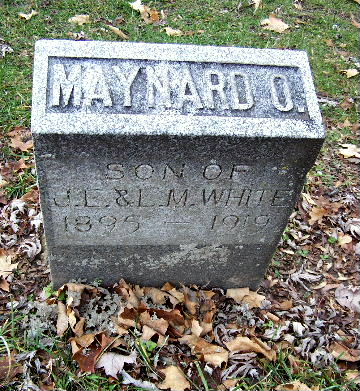 MAYNARD O.
SON OF
J.E. & L.M. WHITE
1895 – 1919